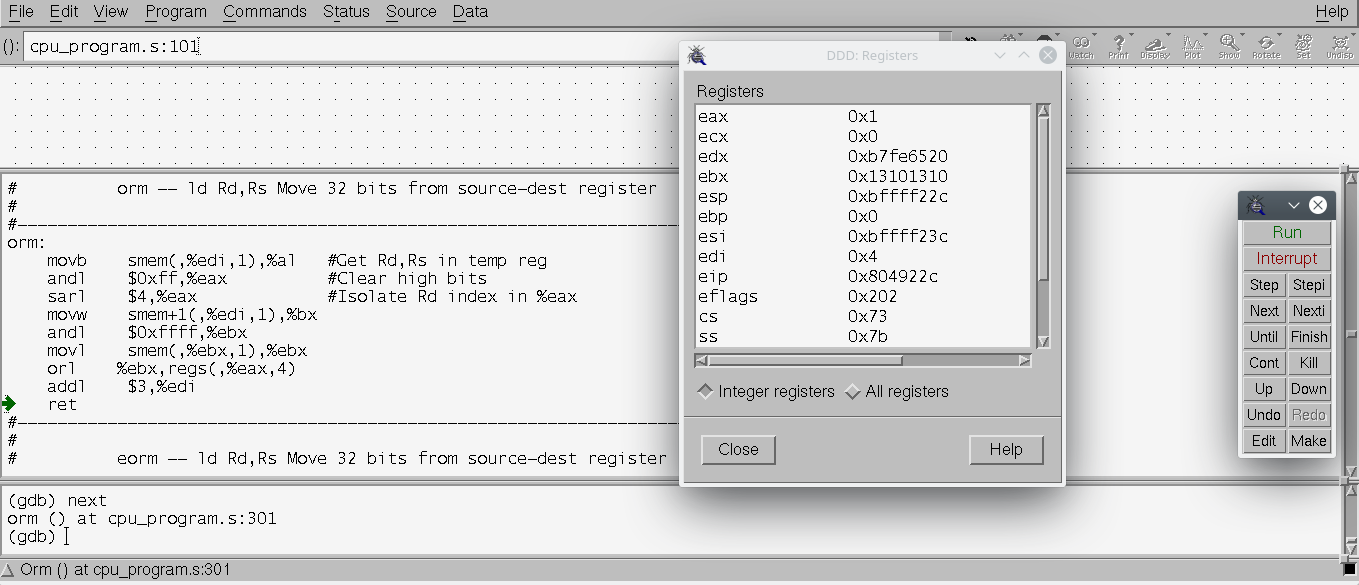 File Edit View Program Commands Status Source Data Help
(): cpu_program.s:101
Watch Print Display Plot Show Rotate Set Undisp
DDD: Registers
Registers
eax 0x1
ecx 0x0
edx 0xb7fe6520
ebx 0x13101310
esp 0xbffff22c
ebp 0x0
esi 0xbffff23c
edi 0x4
eip 0x804922c
eflags 0x202
cs 0x73
ss 0x7b
Integer registers All registers
Close Help
# orm -- ld Rd,Rs Move 32 bits from source-dest register
#
#------------------------------------------------------------------
orm:
movb smem(,%edi,1),%al #Get Rd,Rs in temp reg
andl $0xff,%eax #Clear high bits
sarl $4,%eax #Isolate Rd index in %eax
movw smem+1(,%edi,1),%bx
andl $0xffff,%ebx
movl smem(,%ebx,1),%ebx
orl %ebx,regs(,%eax,4)
addl $3,%edi
ret
#------------------------------------------------------------------
#
# eorm -- ld Rd,Rs Move 32 bits from source-dest register
Run
Interrupt
Step Stepi
Next Nexti
Until Finish
Cont Kill
Up Down
Undo Redo
Edit Make
(gdb) next
orm () at cpu_program.s:301
(gdb)
Orm () at cpu_program.s:301